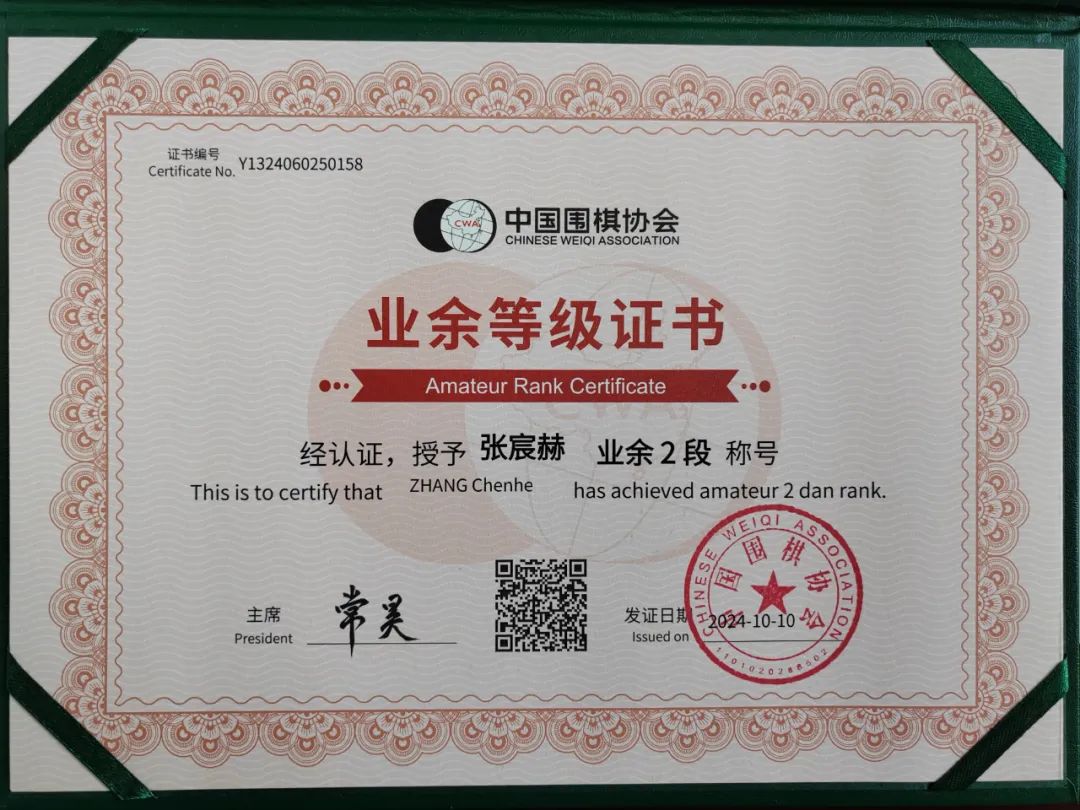 证书编号
Certificate No. Y1324060250158
CWA
中国围棋协会
CHINESE WEIQI ASSOCIATION
业余等级证书
Amateur Rank Certificate
经认证，授予 张宸赫 业余2段 称号
This is to certify that ZHANG Chenhe has achieved amateur 2 dan rank.
主席
President
常昊
发证日期
Issued on 2024-10-10
CHINESE WEIQI ASSOCIATION
中国围棋协会